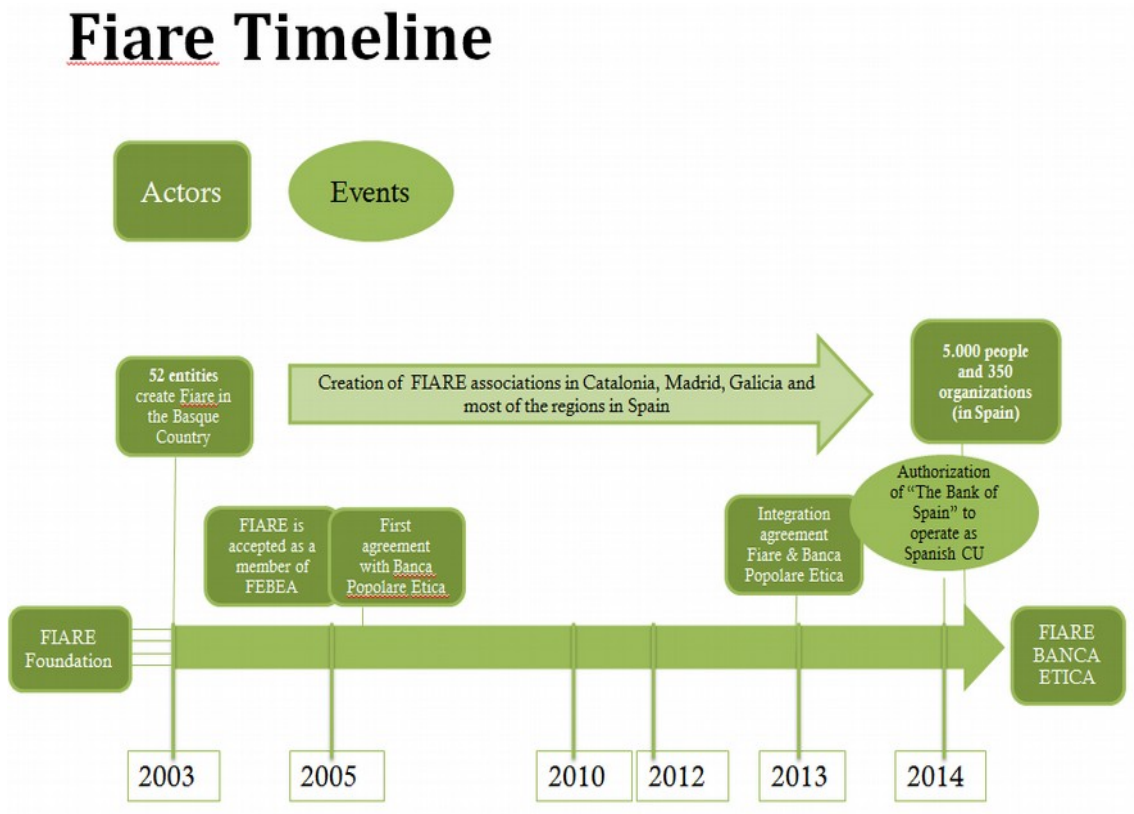 Fiare Timeline
Actors
Events
52 entities
create Fiare in
the Basque
Country
Creation of FIARE associations in Catalonia, Madrid, Galicia and
most of the regions in Spain
5.000 people
and 350
organizations
(in Spain)
FIARE is
accepted as a
member of
FEBEA
First
agreement
with Banca
Popolare Etica
Integration
agreement
Fiare & Banca
Popolare Etica
Authorization
of “The Bank of
Spain” to
operate as
Spanish CU
FIARE
Foundation
FIARE
BANCA
ETICA
2003
2005
2010
2012
2013
2014